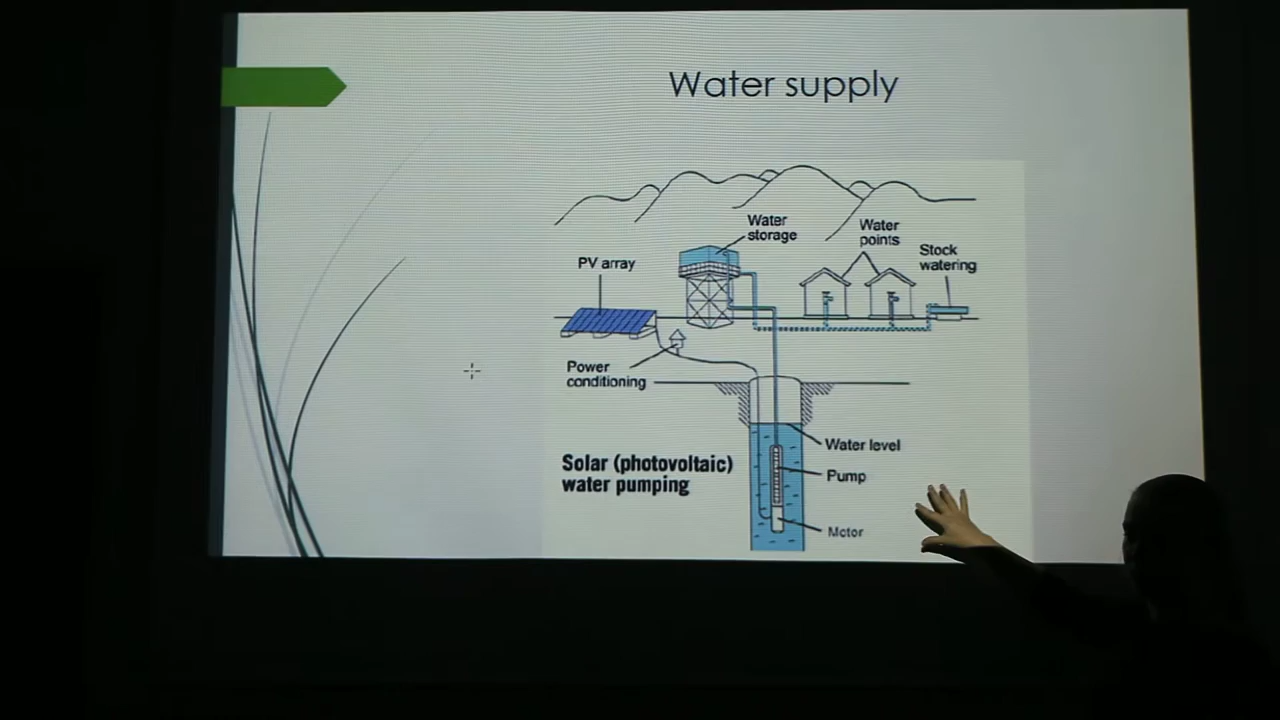 Water supply
Water
storage
Water
points
Stock
watering
PV array
Power
conditioning
Water level
Solar (photovoltaic)
water pumping
Pump
Motor